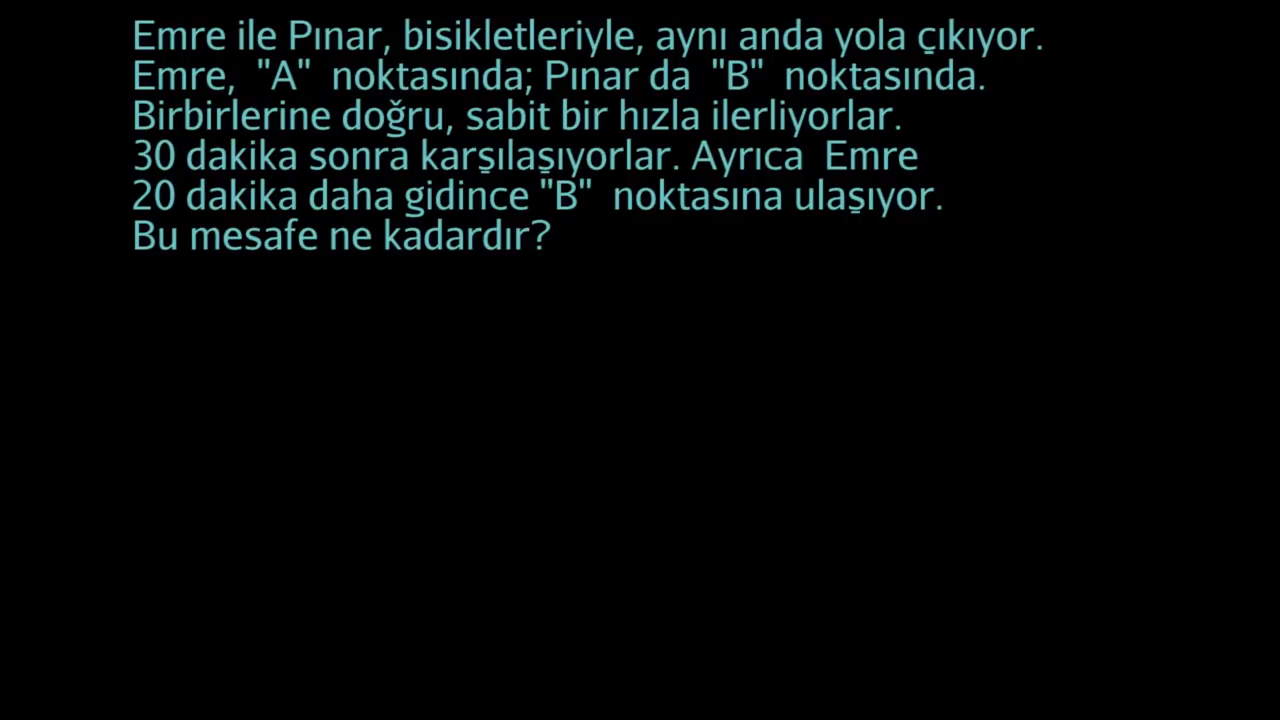 Emre ile Pınar, bisikletleriyle, aynı anda yola çıkıyor.
Emre, "A" noktasında; Pınar da "B" noktasında.
Birbirlerine doğru, sabit bir hızla ilerliyorlar.
30 dakika sonra karşılaşıyorlar. Ayrıca Emre
20 dakika daha gidince "B" noktasına ulaşıyor.
Bu mesafe ne kadardır?